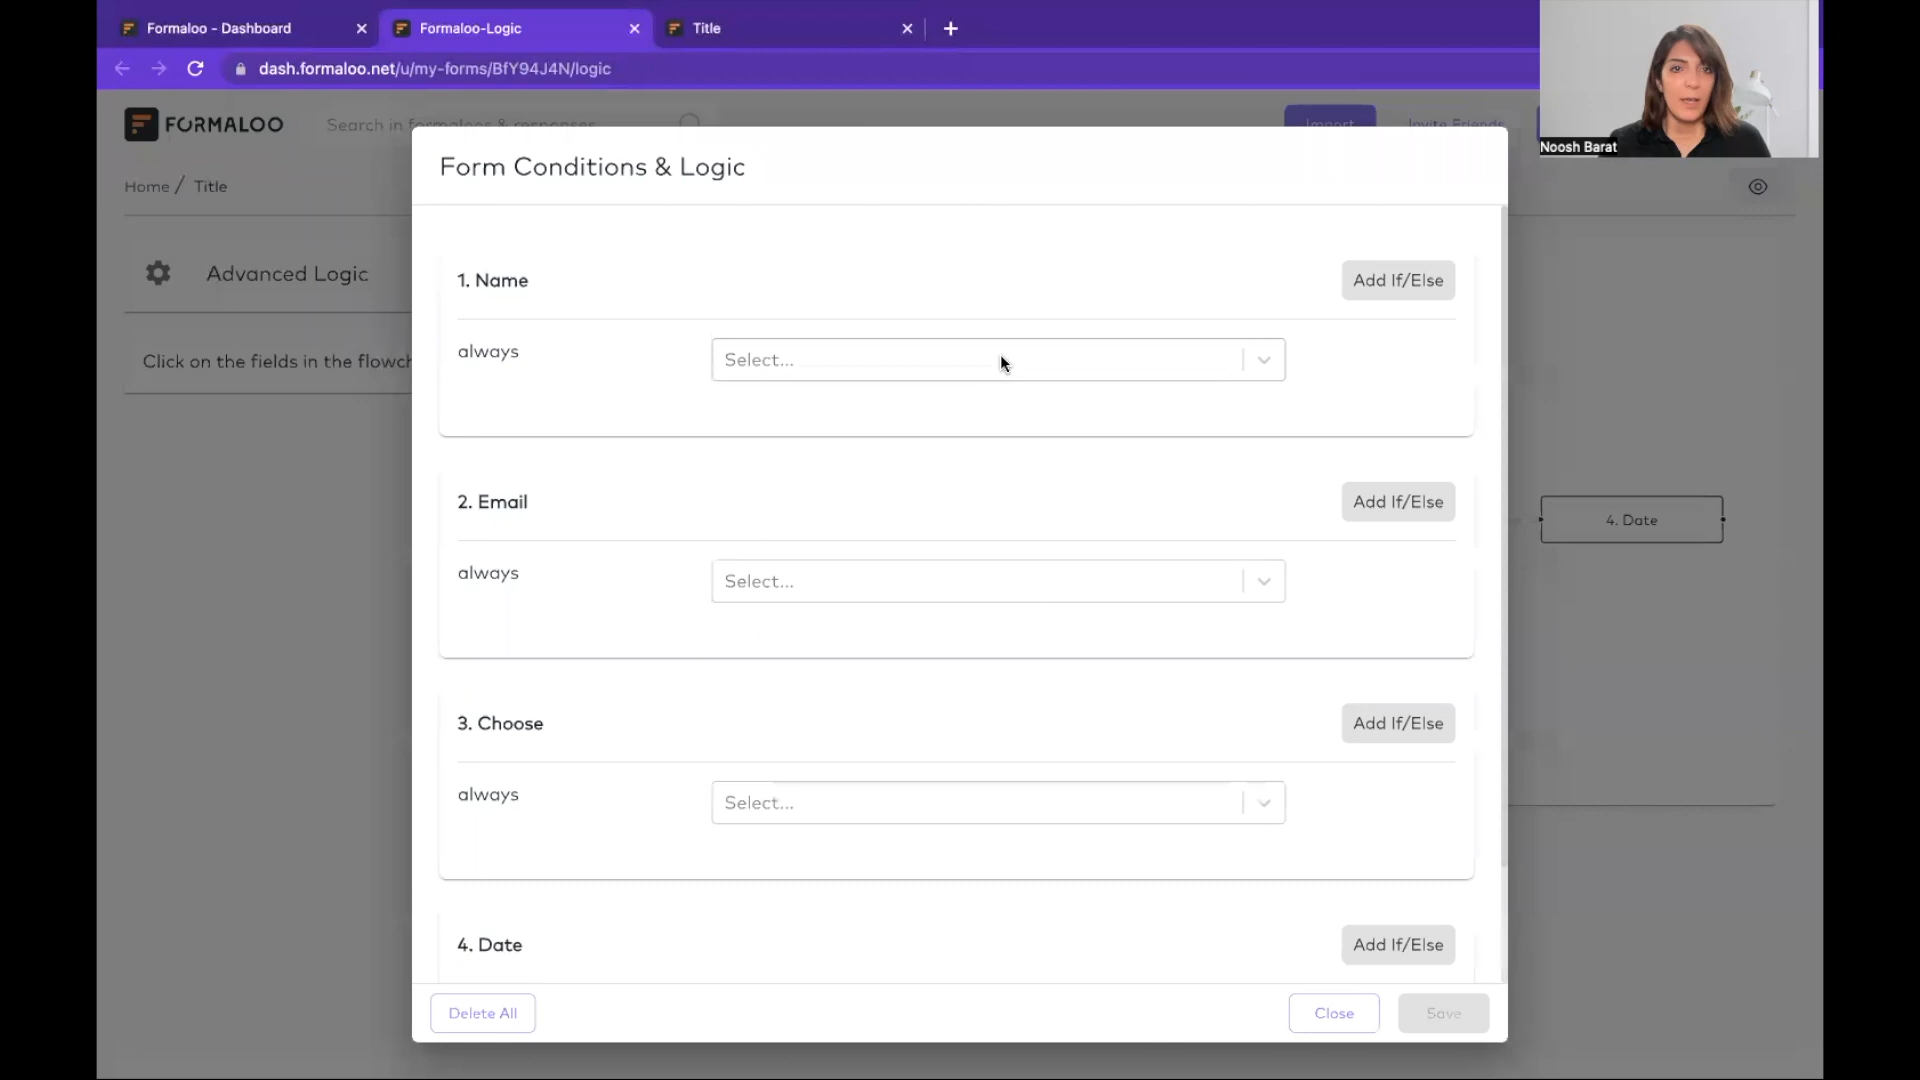 Formaloo - Dashboard
Formaloo-Logic
Title
dash.formaloo.net/u/my-forms/BfY94J4N/logic
Noosh Barat
FORMALOO
Search in formaloos & responses
Import
Invite Friends
Home / Title
Form Conditions & Logic
Advanced Logic
Click on the fields in the flowch
1. Name
Add If/Else
always
Select...
2. Email
Add If/Else
always
Select...
4. Date
3. Choose
Add If/Else
always
Select...
4. Date
Add If/Else
Delete All
Close
Save